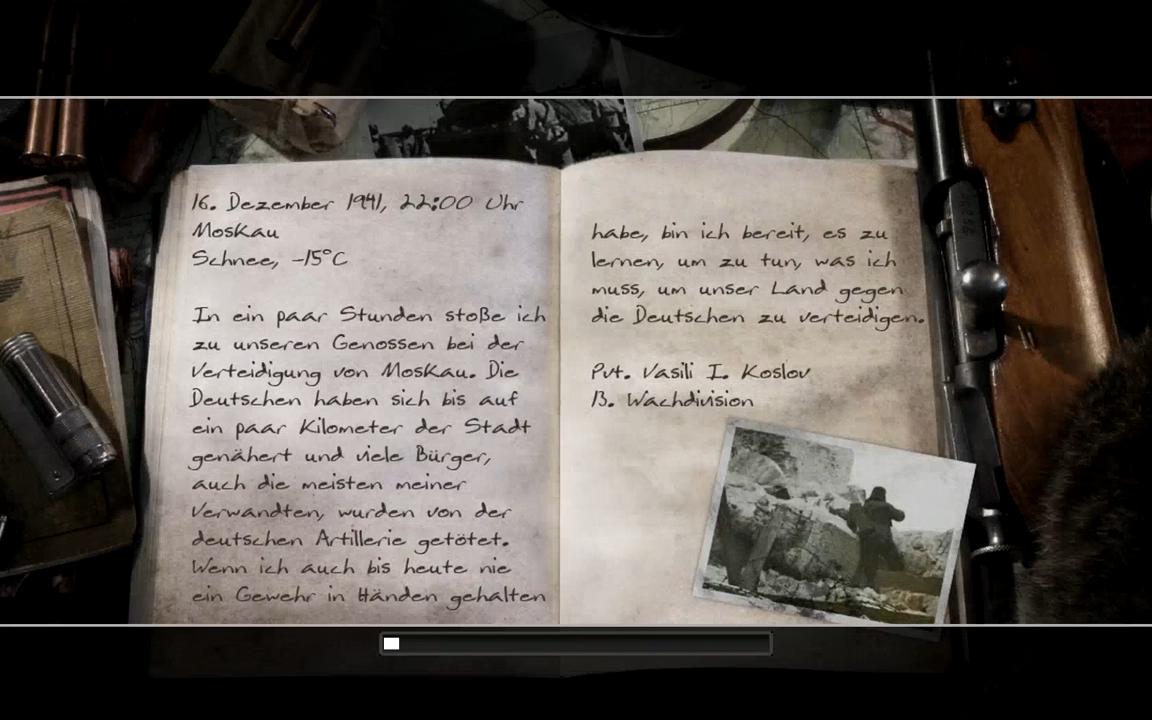 16. Dezember 1941, 22:00 Uhr
Moskau
Schnee, -15°C
In ein paar Stunden stoße ich
zu unseren Genossen bei der
Verteidigung von Moskau. Die
Deutschen haben sich bis auf
ein paar Kilometer der Stadt
genähert und viele Bürger,
auch die meisten meiner
Verwandten, wurden von der
deutschen Artillerie getötet.
Wenn ich auch bis heute nie
ein Gewehr in Händen gehalten
habe, bin ich bereit, es zu
lernen, um zu tun, was ich
muss, um unser Land gegen
die Deutschen zu verteidigen.
Pvt. Vasili I. Koslov
13. Wachdivision